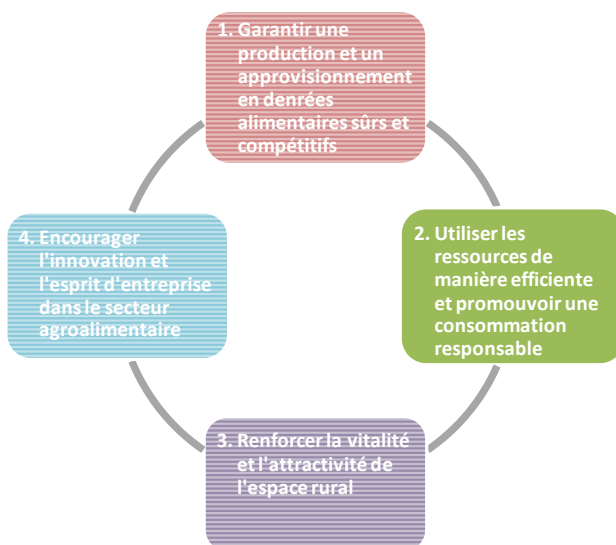 1. Garantir une
production et un
approvisionnement
en denrées
alimentaires sûrs et
compétitifs
2. Utiliser les
ressources de
manière efficiente
et promouvoir une
consommation
responsable
3. Renforcer la vitalité
et l'attractivité de
l'espace rural
4. Encourager
l'innovation et
l'esprit d'entreprise
dans le secteur
agroalimentaire